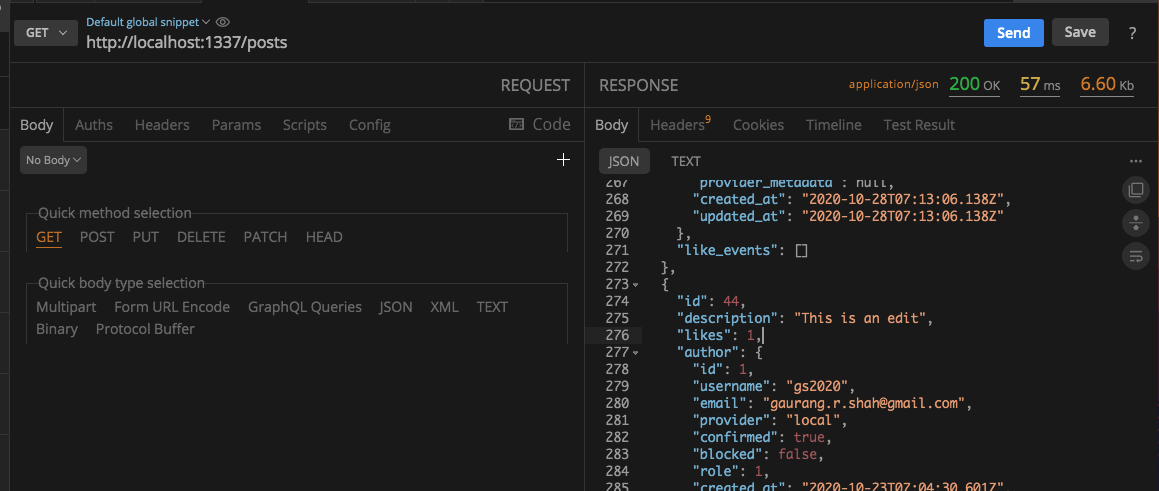 GET
Default global snippet
http://localhost:1337/posts
Send
Save
?
REQUEST
Body Auths Headers Params Scripts Config Code
No Body
+
Quick method selection
GET POST PUT DELETE PATCH HEAD
Quick body type selection
Multipart Form URL Encode GraphQL Queries JSON XML TEXT
Binary Protocol Buffer
RESPONSE application/json 200 OK 57 ms 6.60 Kb
Body Headers9 Cookies Timeline Test Result
JSON TEXT
267 "provider_metadata": null,
268 "created_at": "2020-10-28T07:13:06.138Z",
269 "updated_at": "2020-10-28T07:13:06.138Z"
270 },
271 "like_events": []
272 },
273 {
274 "id": 44,
275 "description": "This is an edit",
276 "likes": 1,
277 "author": {
278 "id": 1,
279 "username": "gs2020",
280 "email": "gaurang.r.shah@gmail.com",
281 "provider": "local",
282 "confirmed": true,
283 "blocked": false,
284 "role": 1,
285 "created_at": "2020-10-23T07:04:30.601Z",